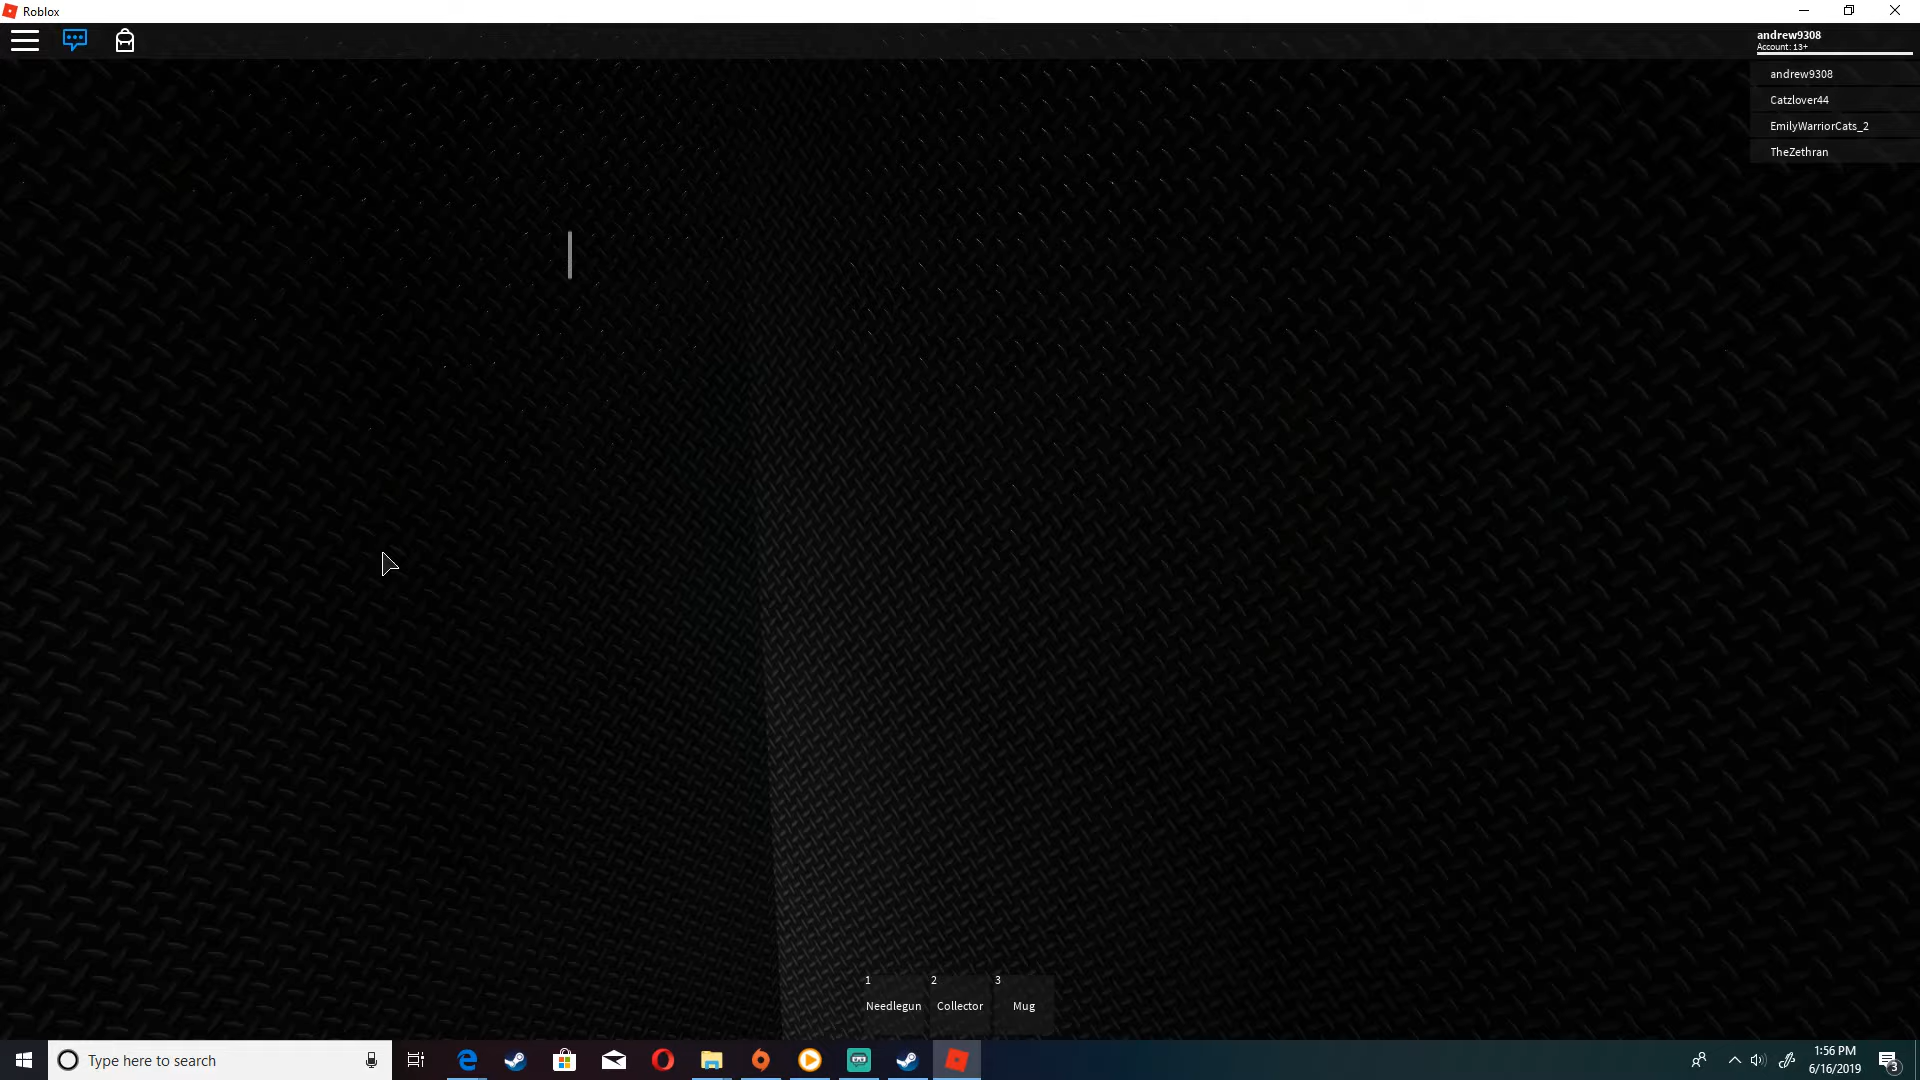 Roblox
andrew9308
Account: 13+
andrew9308
Catzlover44
EmilyWarriorCats_2
TheZethran
1 2 3
Needlegun Collector Mug
Type here to search
1:56 PM
6/16/2019
3